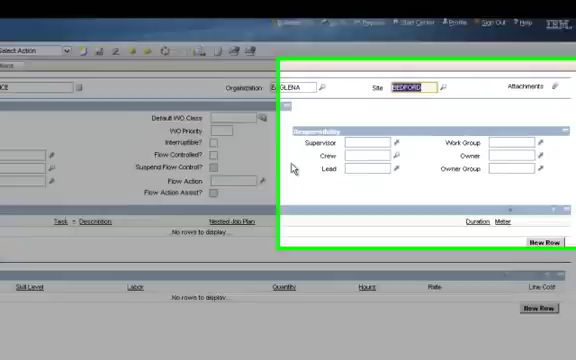 Start Center Profile Sign Out Help IBM
Select Action
Organization EAGLENA Site BEDFORD Attachments
Default WO Class
WO Priority
Interruptible?
Flow Controlled?
Suspend Flow Control?
Flow Action
Flow Action Assist?
Responsibility
Supervisor Work Group
Crew Owner
Lead Owner Group
Task Description Nested Job Plan Duration Meter
...No rows to display...
New Row
Skill Level Labor Quantity Hours Rate Line Cost
...No rows to display...
New Row